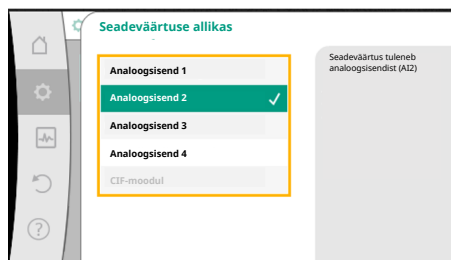 Seadeväärtuse allikas
Analoogsisend 1
Analoogsisend 2
Analoogsisend 3
Analoogsisend 4
CIF-moodul
Seadeväärtus tuleneb
analoogsisendist (AI2)